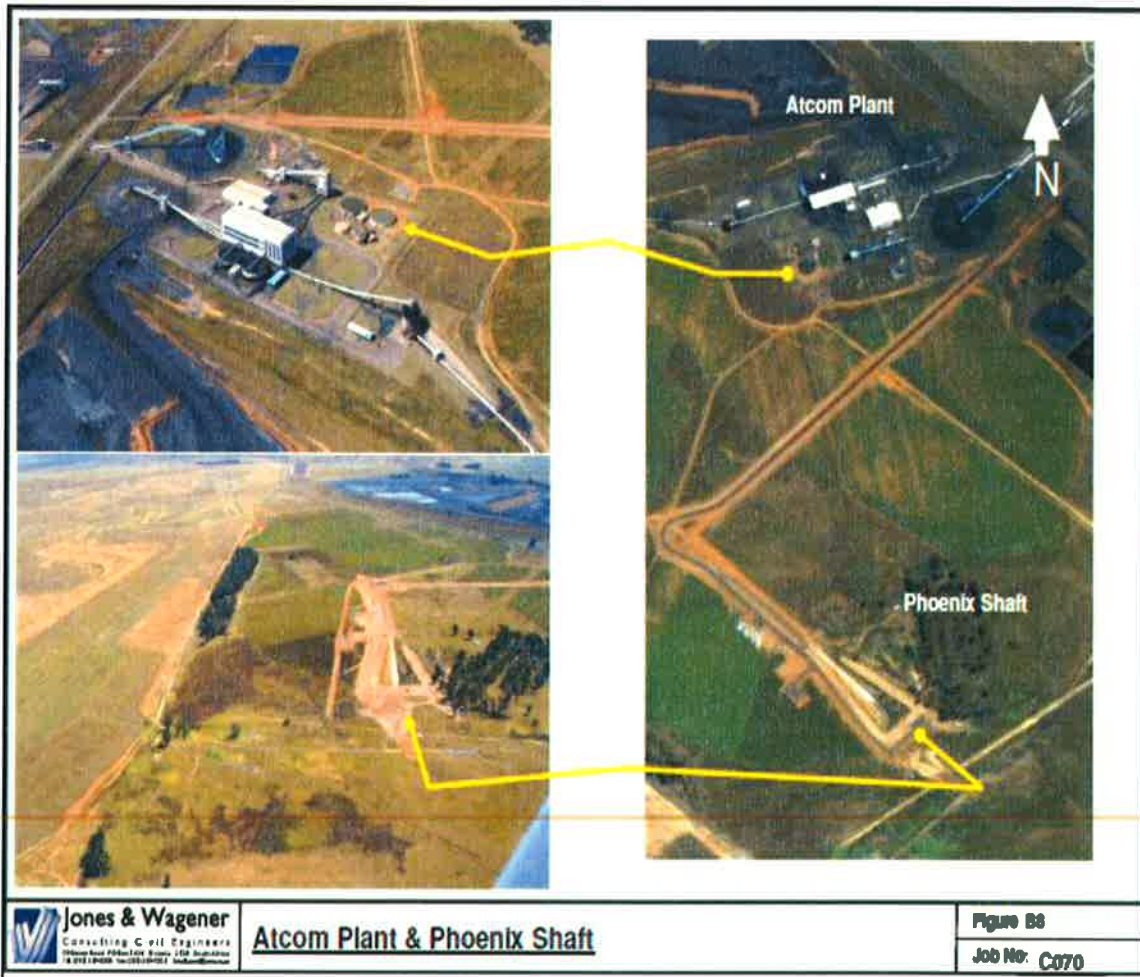 Atcom Plant
N
Phoenix Shaft
Jones & Wagener
Consulting Civil Engineers
Atcom Plant & Phoenix Shaft
Figure B8
Job No: C070